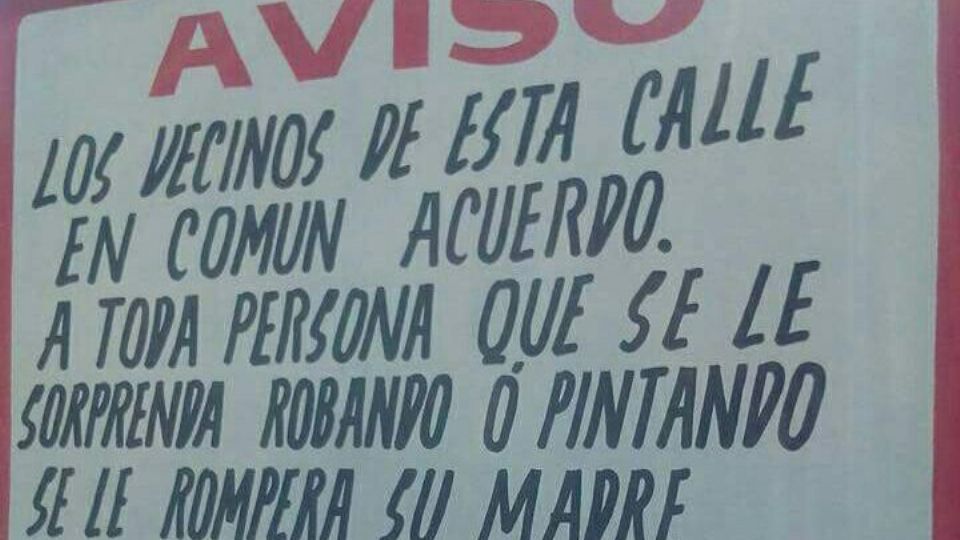 AVISO
LOS VECINOS DE ESTA CALLE
EN COMUN ACUERDO.
A TODA PERSONA QUE SE LE
SORPRENDA ROBANDO Ó PINTANDO
SE LE ROMPERA SU MADRE